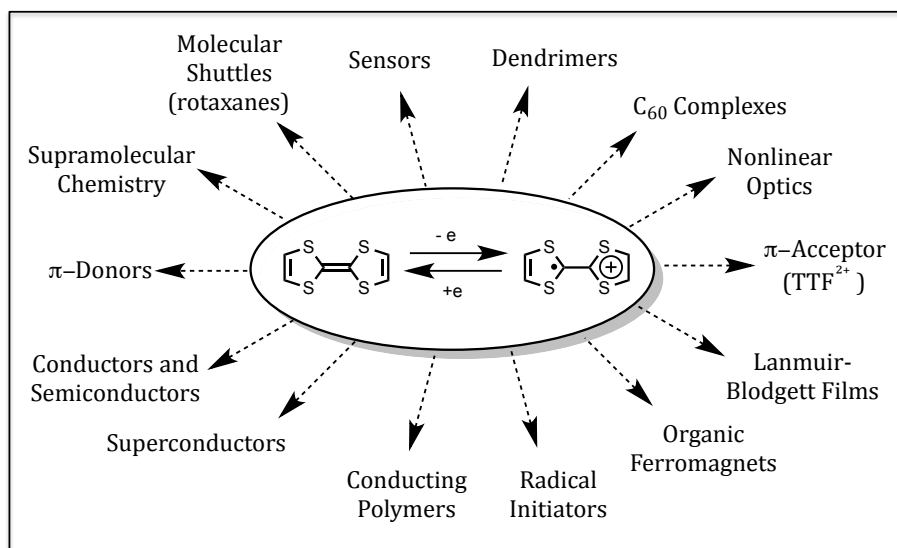 Molecular
Shuttles
(rotaxanes)
Sensors
Dendrimers
C₆₀ Complexes
Supramolecular
Chemistry
Nonlinear
Optics
π–Donors
S
S
S
S
- e
+e
S
•
S
S
+
S
π–Acceptor
(TTF²⁺ )
Conductors and
Semiconductors
Lanmuir-
Blodgett Films
Superconductors
Organic
Ferromagnets
Conducting
Polymers
Radical
Initiators